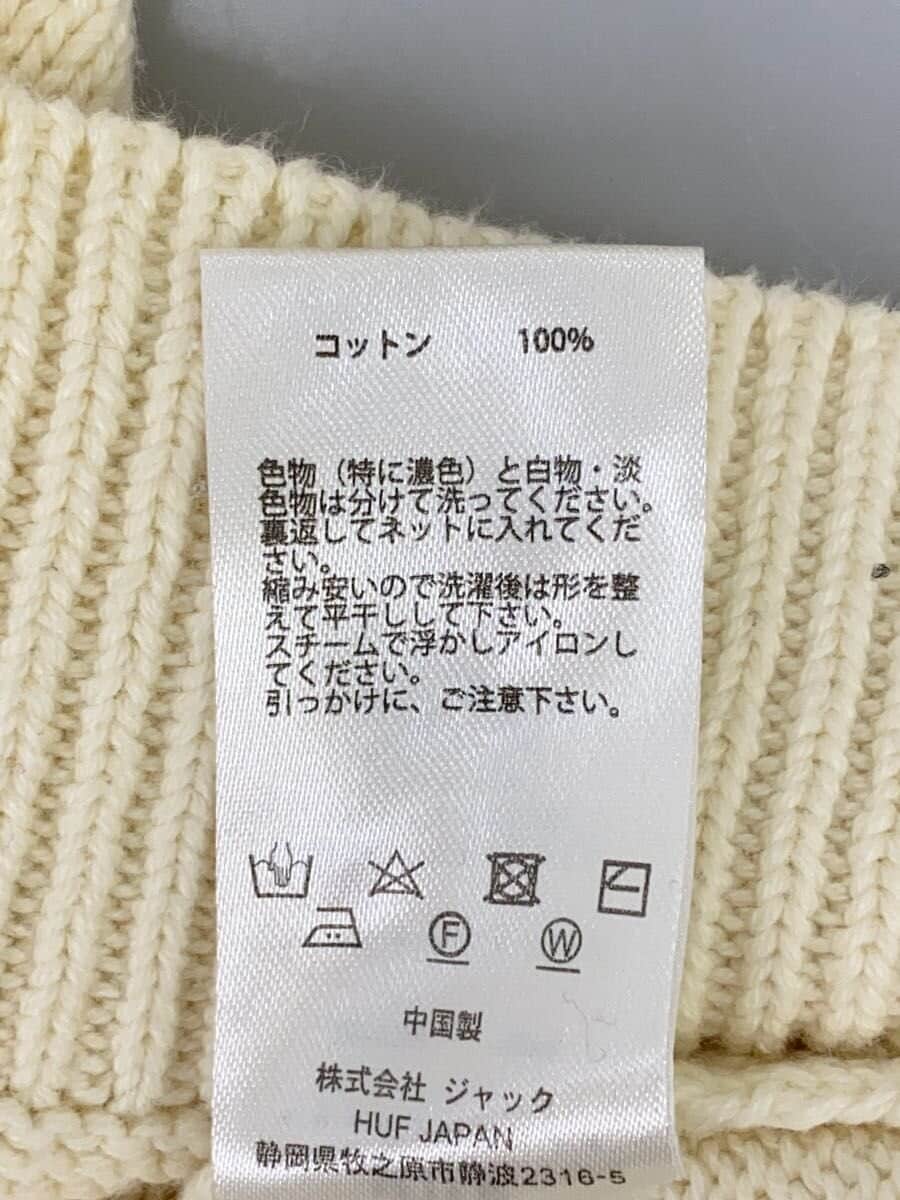 コットン 100%
色物（特に濃色）と白物・淡
色物は分けて洗ってください。
裏返してネットに入れてくだ
さい。
縮み安いので洗濯後は形を整
えて平干ししして下さい。
スチームで浮かしアイロンし
てください。
引っかけに、ご注意下さい。
F W
中国製
株式会社 ジャック
HUF JAPAN
静岡県牧之原市静波2316-5